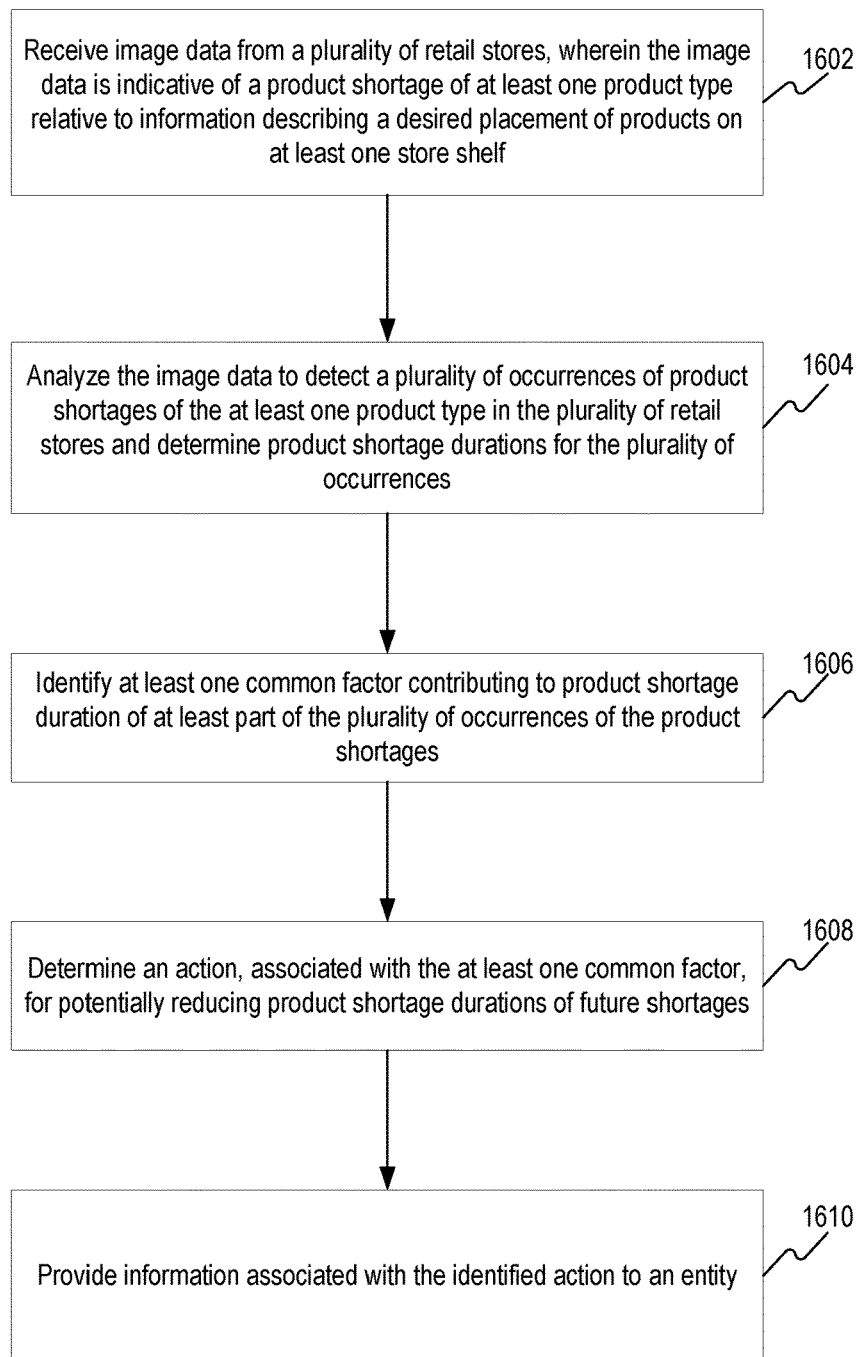 Receive image data from a plurality of retail stores, wherein the image
data is indicative of a product shortage of at least one product type
relative to information describing a desired placement of products on
at least one store shelf
1602
Analyze the image data to detect a plurality of occurrences of product
shortages of the at least one product type in the plurality of retail
stores and determine product shortage durations for the plurality of
occurrences
1604
Identify at least one common factor contributing to product shortage
duration of at least part of the plurality of occurrences of the product
shortages
1606
Determine an action, associated with the at least one common factor,
for potentially reducing product shortage durations of future shortages
1608
Provide information associated with the identified action to an entity
1610